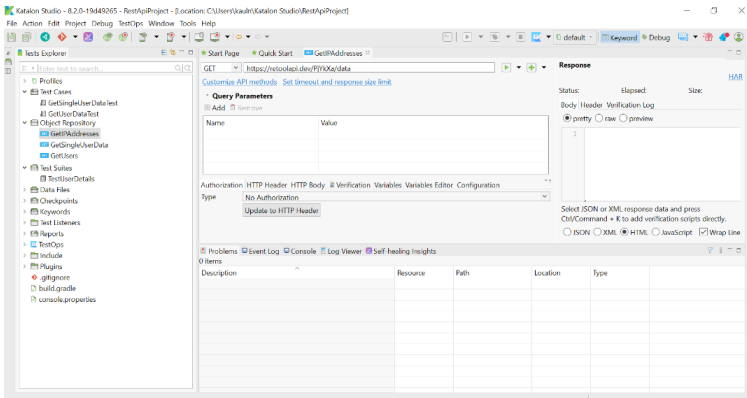 Katalon Studio - 8.2.0-19d49265 - RestApiProject - [Location: C:\Users\kauln\Katalon Studio\RestApiProject]
File Action Edit Project Debug TestOps Window Tools Help
default
Keyword
Debug
Tests Explorer
Enter text to search...
Profiles
Test Cases
GetSingleUserDataTest
GetUserDataTest
Object Repository
GetIPAddresses
GetSingleUserData
GetUsers
Test Suites
TestUserDetails
Data Files
Checkpoints
Keywords
Test Listeners
Reports
TestOps
Include
Plugins
.gitignore
build.gradle
console.properties
Start Page Quick Start GetIPAddresses
GET https://retoolapi.dev/PJYkXa/data
Customize API methods Set timeout and response size limit
Query Parameters
Add Remove
Name Value
Authorization HTTP Header HTTP Body Verification Variables Variables Editor Configuration
Type No Authorization
Update to HTTP Header
Response
HAR
Status: Elapsed: Size:
Body Header Verification Log
pretty raw preview
1
Select JSON or XML response data and press
Ctrl/Command + K to add verification scripts directly.
JSON XML HTML JavaScript Wrap Line
Problems Event Log Console Log Viewer Self-healing Insights
0 items
Description Resource Path Location Type